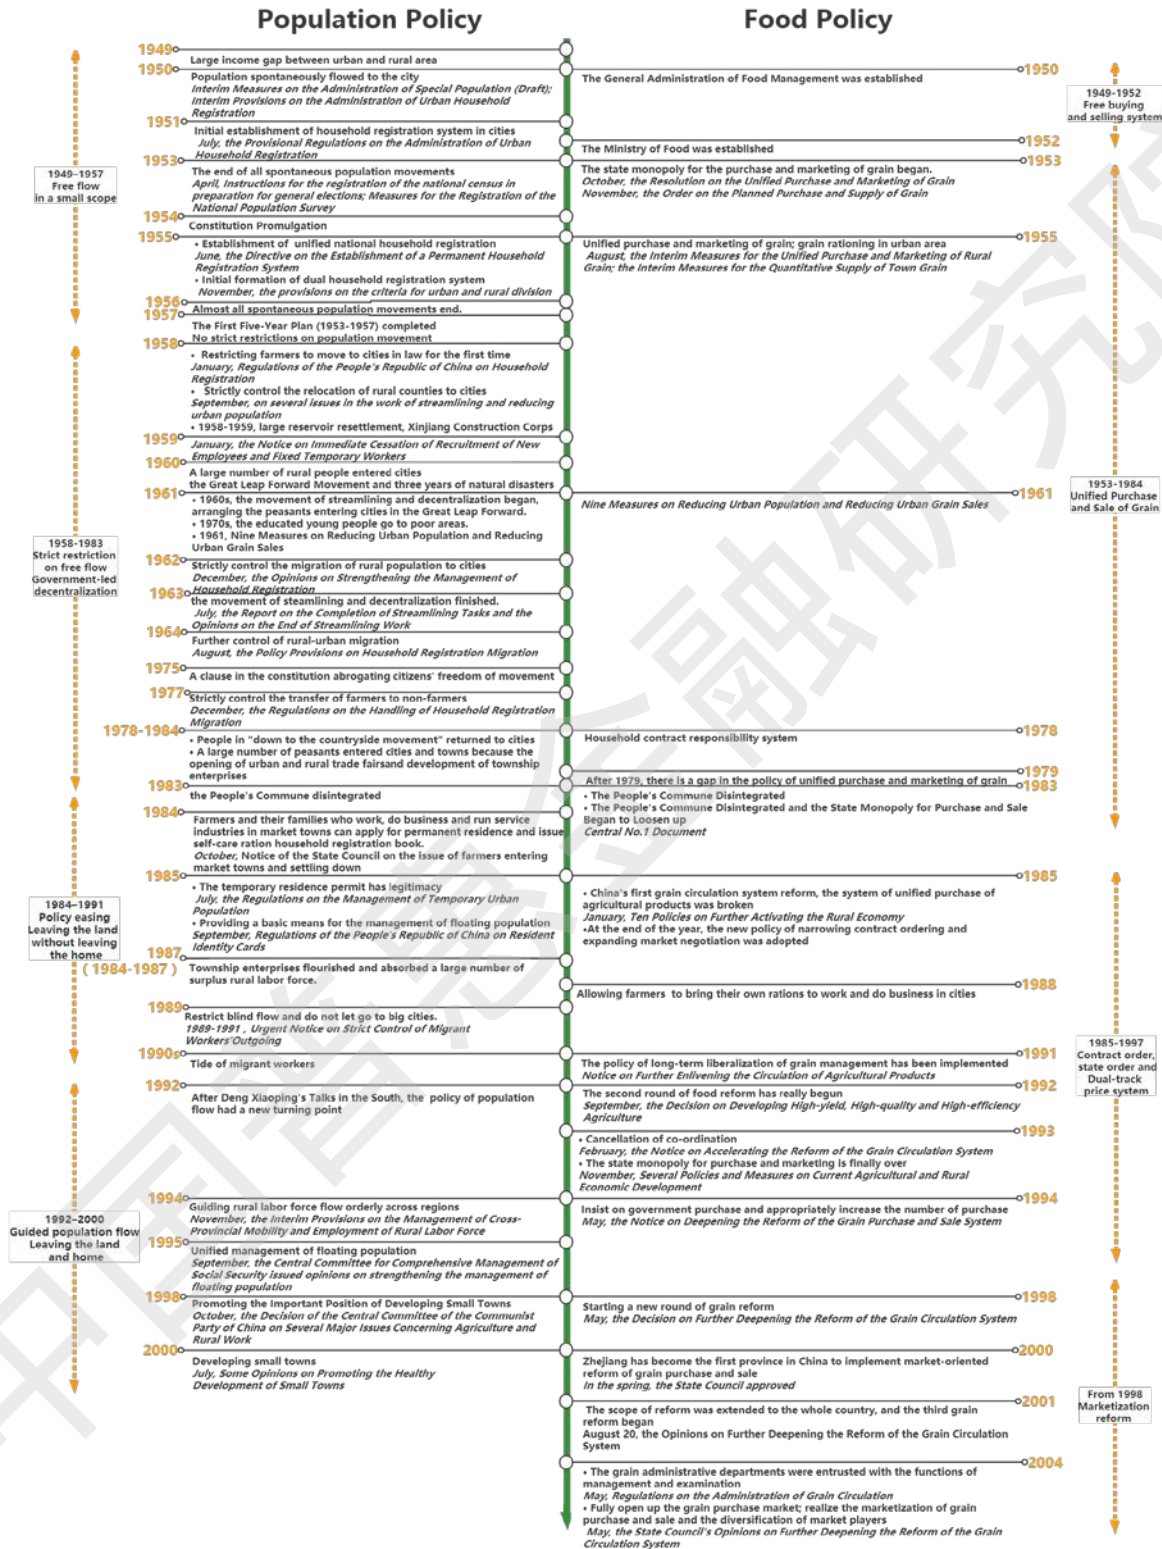 Population Policy
Food Policy
1949
Large income gap between urban and rural area
1950
Population spontaneously flowed to the city
Interim Measures on the Administration of Special Population (Draft);
Interim Provisions on the Administration of Urban Household
Registration
1951
Initial establishment of household registration system in cities
July, the Provisional Regulations on the Administration of Urban
Household Registration
1953
The end of all spontaneous population movements
April, Instructions for the registration of the national census in
preparation for general elections; Measures for the Registration of the
National Population Survey
1954
Constitution Promulgation
1955
• Establishment of unified national household registration
June, the Directive on the Establishment of a Permanent Household
Registration System
• Initial formation of dual household registration system
November, the provisions on the criteria for urban and rural division
1956
Almost all spontaneous population movements end.
1957
The First Five-Year Plan (1953-1957) completed
No strict restrictions on population movement
1958
• Restricting farmers to move to cities in law for the first time
January, Regulations of the People's Republic of China on Household
Registration
• Strictly control the relocation of rural counties to cities
September, on several issues in the work of streamlining and reducing
urban population
• 1958-1959, large reservoir resettlement, Xinjiang Construction Corps
1959
January, the Notice on Immediate Cessation of Recruitment of New
Employees and Fixed Temporary Workers
1960
A large number of rural people entered cities
the Great Leap Forward Movement and three years of natural disasters
1961
• 1960s, the movement of streamlining and decentralization began,
arranging the peasants entering cities in the Great Leap Forward.
• 1970s, the educated young people go to poor areas.
• 1961, Nine Measures on Reducing Urban Population and Reducing
Urban Grain Sales
1962
Strictly control the migration of rural population to cities
December, the Opinions on Strengthening the Management of
Household Registration
1963
the movement of steamlining and decentralization finished.
July, the Report on the Completion of Streamlining Tasks and the
Opinions on the End of Streamlining Work
1964
Further control of rural-urban migration
August, the Policy Provisions on Household Registration Migration
1975
A clause in the constitution abrogating citizens' freedom of movement
1977
Strictly control the transfer of farmers to non-farmers
December, the Regulations on the Handling of Household Registration
Migration
1978-1984
• People in "down to the countryside movement" returned to cities
• A large number of peasants entered cities and towns because the
opening of urban and rural trade fairsand development of township
enterprises
1983
the People's Commune disintegrated
1984
Farmers and their families who work, do business and run service
industries in market towns can apply for permanent residence and issue
self-care ration household registration book.
October, Notice of the State Council on the issue of farmers entering
market towns and settling down
1985
• The temporary residence permit has legitimacy
July, the Regulations on the Management of Temporary Urban
Population
• Providing a basic means for the management of floating population
September, Regulations of the People's Republic of China on Resident
Identity Cards
1987
( 1984-1987 )
Township enterprises flourished and absorbed a large number of
surplus rural labor force.
1989
Restrict blind flow and do not let go to big cities.
1989-1991 , Urgent Notice on Strict Control of Migrant
Workers'Outgoing
1990s
Tide of migrant workers
1992
After Deng Xiaoping's Talks in the South, the policy of population
flow had a new turning point
1994
Guiding rural labor force flow orderly across regions
November, the Interim Provisions on the Management of Cross-
Provincial Mobility and Employment of Rural Labor Force
1995
Unified management of floating population
September, the Central Committee for Comprehensive Management of
Social Security issued opinions on strengthening the management of
floating population
1998
Promoting the Important Position of Developing Small Towns
October, the Decision of the Central Committee of the Communist
Party of China on Several Major Issues Concerning Agriculture and
Rural Work
2000
Developing small towns
July, Some Opinions on Promoting the Healthy
Development of Small Towns
1949–1957
Free flow
in a small scope
1958-1983
Strict restriction
on free flow
Government-led
decentralization
1984–1991
Policy easing
Leaving the land
without leaving
the home
1992–2000
Guided population flow
Leaving the land
and home
1950
The General Administration of Food Management was established
1952
The Ministry of Food was established
1953
The state monopoly for the purchase and marketing of grain began.
October, the Resolution on the Unified Purchase and Marketing of Grain
November, the Order on the Planned Purchase and Supply of Grain
1955
Unified purchase and marketing of grain; grain rationing in urban area
August, the Interim Measures for the Unified Purchase and Marketing of Rural
Grain; the Interim Measures for the Quantitative Supply of Town Grain
1961
Nine Measures on Reducing Urban Population and Reducing Urban Grain Sales
1978
Household contract responsibility system
1979
After 1979, there is a gap in the policy of unified purchase and marketing of grain
1983
• The People's Commune Disintegrated
• The People's Commune Disintegrated and the State Monopoly for Purchase and Sale
Began to Loosen up
Central No.1 Document
1985
• China's first grain circulation system reform, the system of unified purchase of
agricultural products was broken
January, Ten Policies on Further Activating the Rural Economy
•At the end of the year, the new policy of narrowing contract ordering and
expanding market negotiation was adopted
1988
Allowing farmers to bring their own rations to work and do business in cities
1991
The policy of long-term liberalization of grain management has been implemented
Notice on Further Enlivening the Circulation of Agricultural Products
1992
The second round of food reform has really begun
September, the Decision on Developing High-yield, High-quality and High-efficiency
Agriculture
1993
• Cancellation of co-ordination
February, the Notice on Accelerating the Reform of the Grain Circulation System
• The state monopoly for purchase and marketing is finally over
November, Several Policies and Measures on Current Agricultural and Rural
Economic Development
1994
Insist on government purchase and appropriately increase the number of purchase
May, the Notice on Deepening the Reform of the Grain Purchase and Sale System
1998
Starting a new round of grain reform
May, the Decision on Further Deepening the Reform of the Grain Circulation System
2000
Zhejiang has become the first province in China to implement market-oriented
reform of grain purchase and sale
In the spring, the State Council approved
2001
The scope of reform was extended to the whole country, and the third grain
reform began
August 20, the Opinions on Further Deepening the Reform of the Grain Circulation
System
2004
• The grain administrative departments were entrusted with the functions of
management and examination
May, Regulations on the Administration of Grain Circulation
• Fully open up the grain purchase market; realize the marketization of grain
purchase and sale and the diversification of market players
May, the State Council's Opinions on Further Deepening the Reform of the Grain
Circulation System
1949-1952
Free buying
and selling system
1953-1984
Unified Purchase
and Sale of Grain
1985-1997
Contract order,
state order and
Dual-track
price system
From 1998
Marketization
reform
中国普惠金融研究院